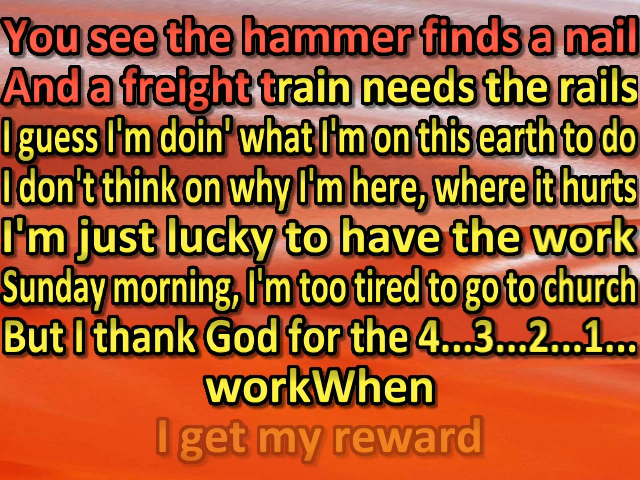 You see the hammer finds a nail
And a freight train needs the rails
I guess I'm doin' what I'm on this earth to do
I don't think on why I'm here, where it hurts
I'm just lucky to have the work
Sunday morning, I'm too tired to go to church
But I thank God for the 4...3...2...1...
workWhen
I get my reward